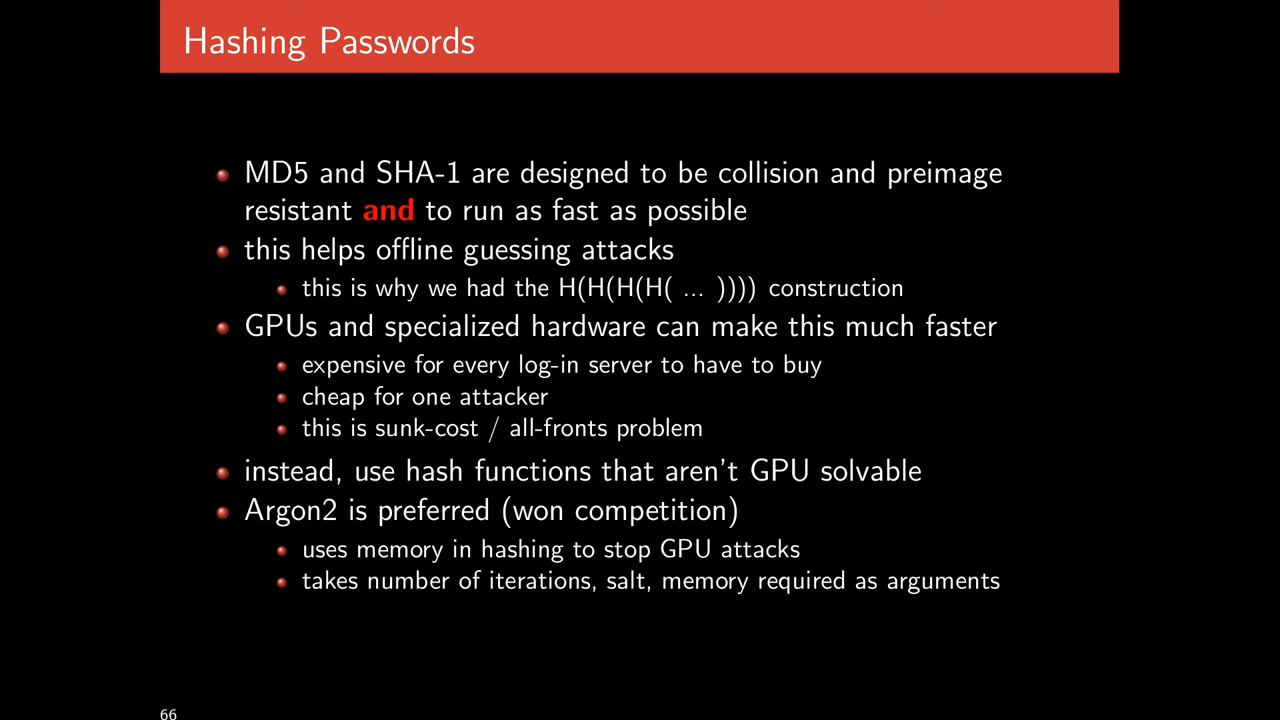 Hashing Passwords
MD5 and SHA-1 are designed to be collision and preimage
resistant and to run as fast as possible
this helps offline guessing attacks
this is why we had the H(H(H(H( ... )))) construction
GPUs and specialized hardware can make this much faster
expensive for every log-in server to have to buy
cheap for one attacker
this is sunk-cost / all-fronts problem
instead, use hash functions that aren't GPU solvable
Argon2 is preferred (won competition)
uses memory in hashing to stop GPU attacks
takes number of iterations, salt, memory required as arguments
66